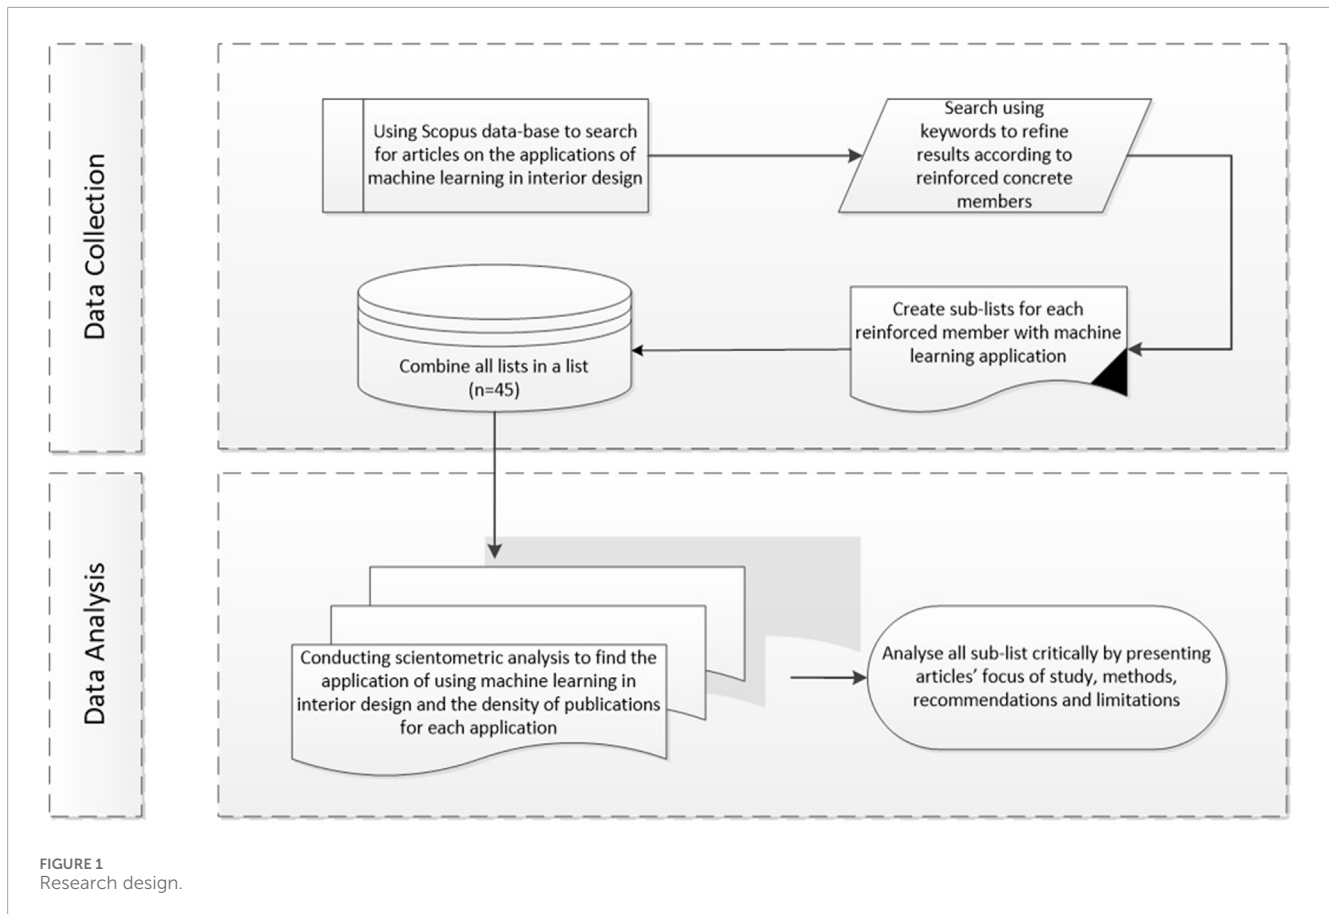 Data Collection
Using Scopus data-base to search
for articles on the applications of
machine learning in interior design
Search using
keywords to refine
results according to
reinforced concrete
members
Create sub-lists for each
reinforced member with machine
learning application
Combine all lists in a list
(n=45)
Data Analysis
Conducting scientometric analysis to find the
application of using machine learning in
interior design and the density of publications
for each application
Analyse all sub-list critically by presenting
articles’ focus of study, methods,
recommendations and limitations
FIGURE 1
Research design.